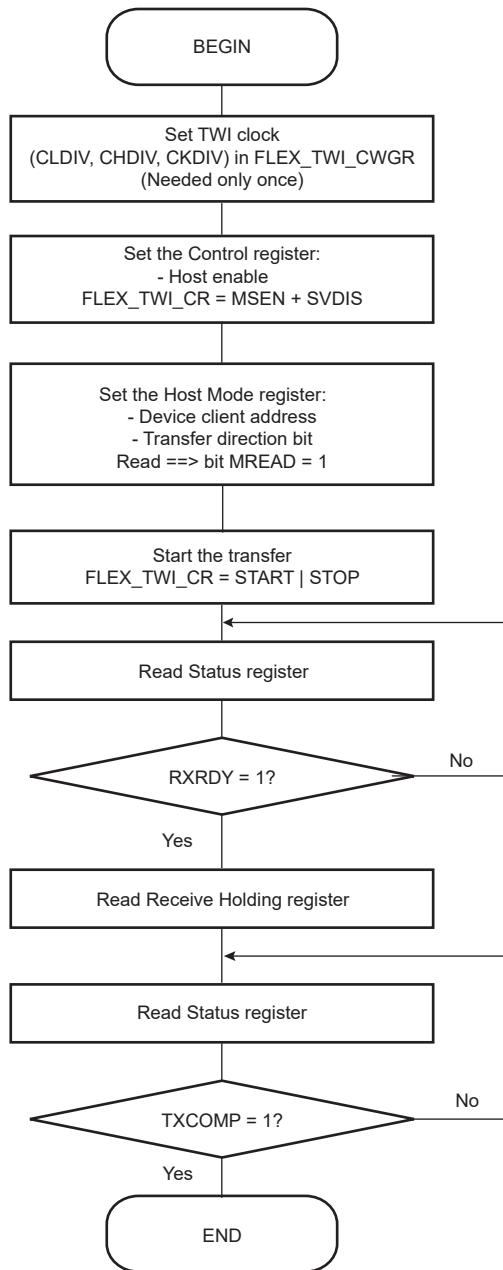 BEGIN
Set TWI clock
(CLDIV, CHDIV, CKDIV) in FLEX_TWI_CWGR
(Needed only once)
Set the Control register:
- Host enable
FLEX_TWI_CR = MSEN + SVDIS
Set the Host Mode register:
- Device client address
- Transfer direction bit
Read ==> bit MREAD = 1
Start the transfer
FLEX_TWI_CR = START | STOP
Read Status register
RXRDY = 1?
No
Yes
Read Receive Holding register
Read Status register
TXCOMP = 1?
No
Yes
END